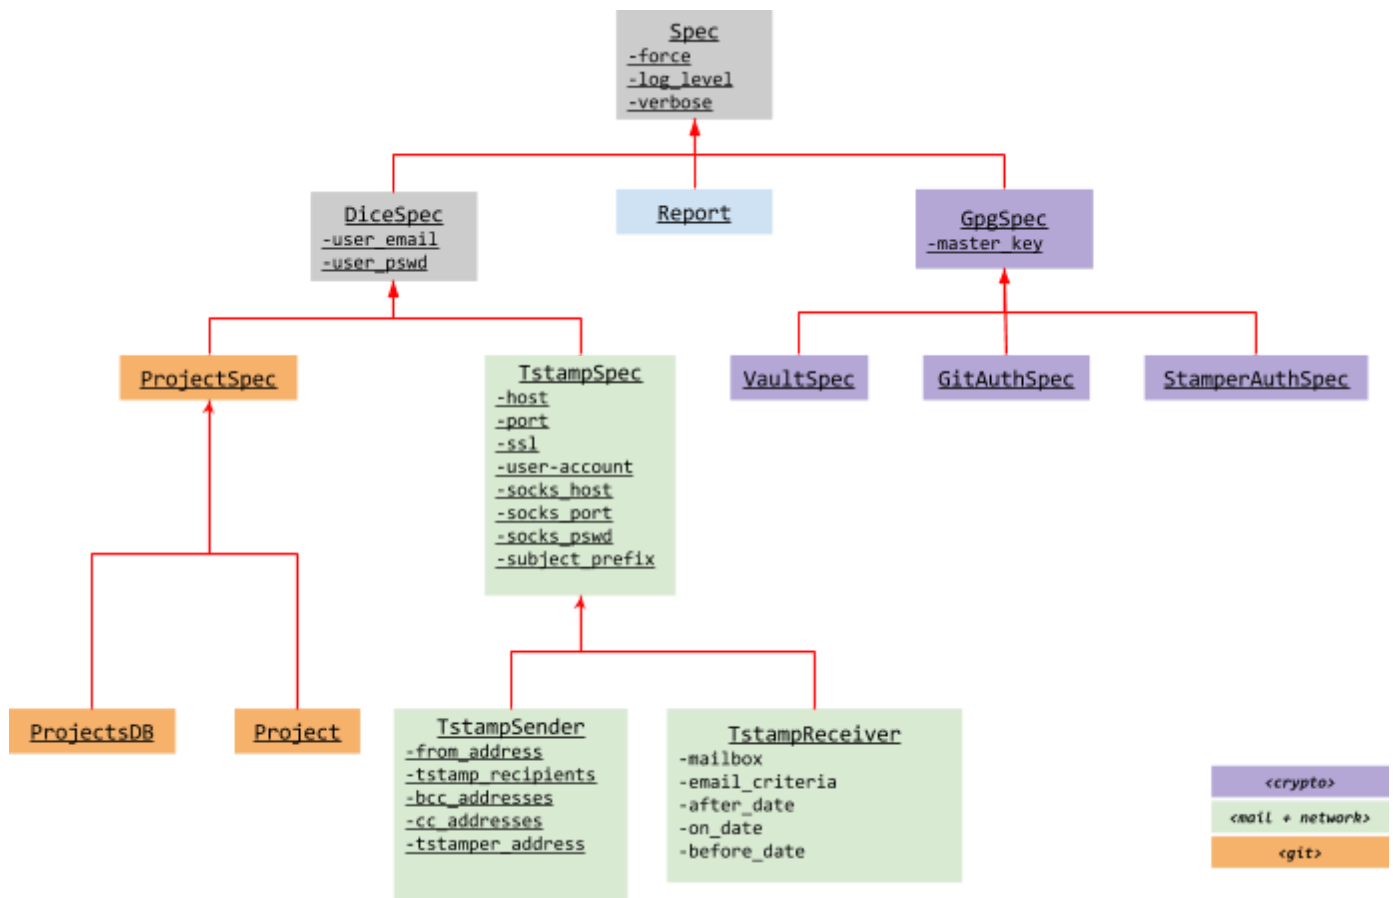 Spec
-force
-log_level
-verbose
DiceSpec
-user_email
-user_pswd
Report
GpgSpec
-master_key
ProjectSpec
TstampSpec
-host
-port
-ssl
-user-account
-socks_host
-socks_port
-socks_pswd
-subject_prefix
VaultSpec
GitAuthSpec
StamperAuthSpec
ProjectsDB
Project
TstampSender
-from_address
-tstamp_recipients
-bcc_addresses
-cc_addresses
-tstamper_address
TstampReceiver
-mailbox
-email_criteria
-after_date
-on_date
-before_date
<crypto>
<mail + network>
<git>